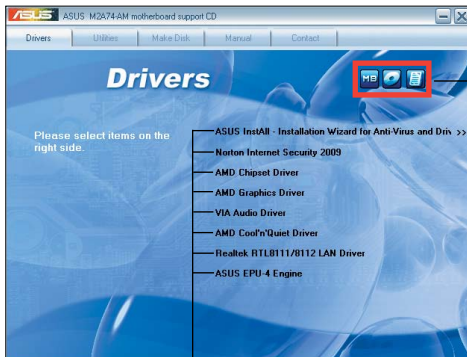 ASUS ASUS M2A74-AM motherboard support CD
Drivers Utilities Make Disk Manual Contact
Drivers
MB
Please select items on the
right side.
ASUS InstAll - Installation Wizard for Anti-Virus and Driv >>
Norton Internet Security 2009
AMD Chipset Driver
AMD Graphics Driver
VIA Audio Driver
AMD Cool'n'Quiet Driver
Realtek RTL8111/8112 LAN Driver
ASUS EPU-4 Engine